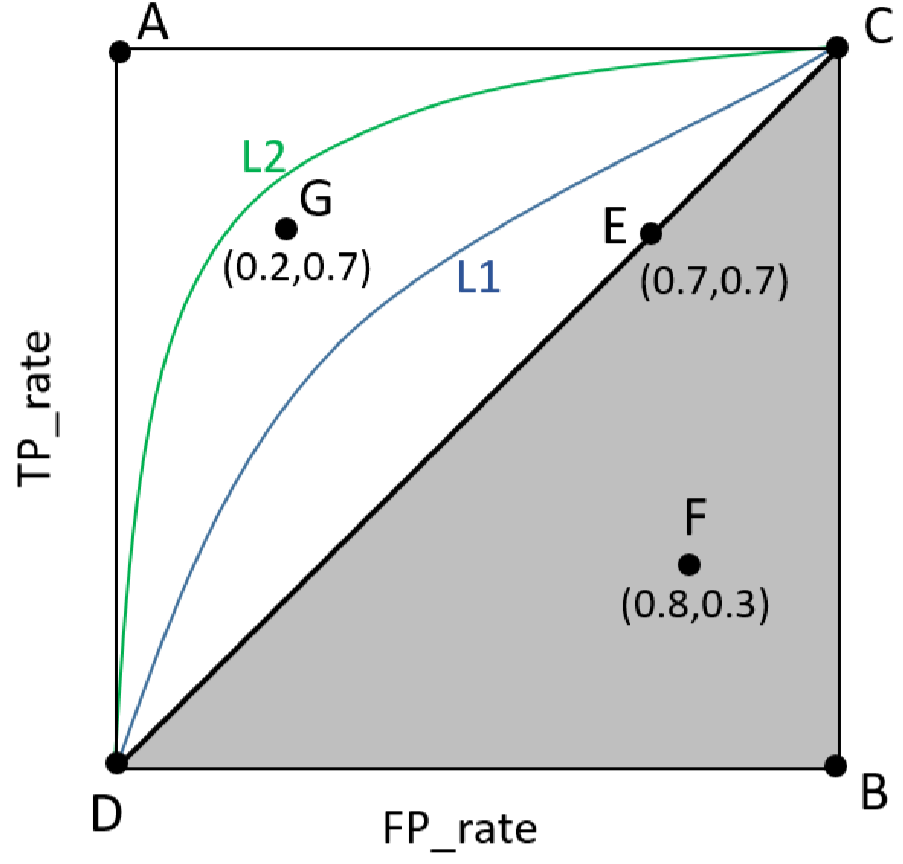 A
C
L2
G
(0.2,0.7)
E
L1
(0.7,0.7)
TP_rate
F
(0.8,0.3)
D
FP_rate
B